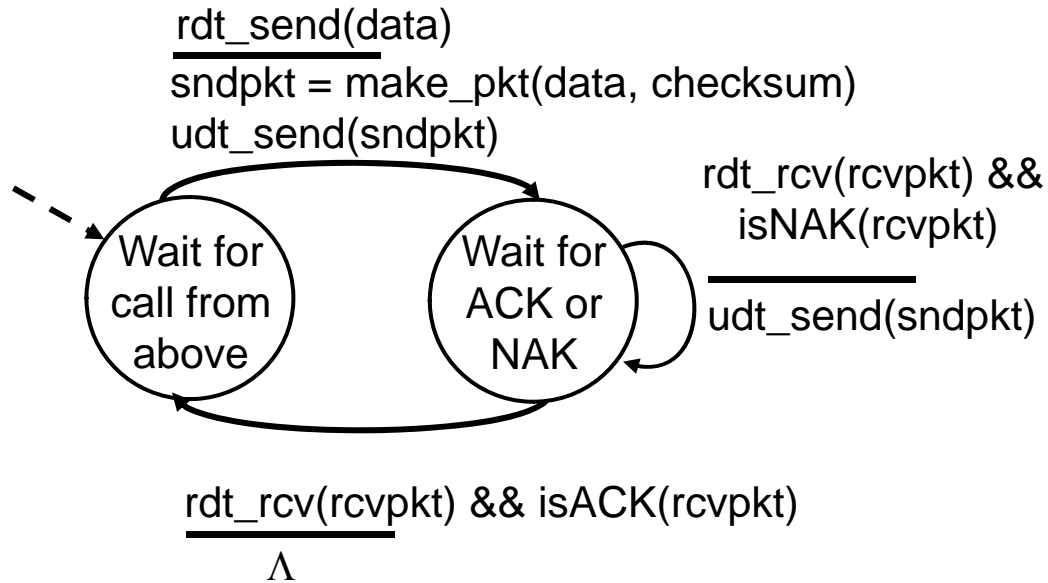 rdt_send(data)
sndpkt = make_pkt(data, checksum)
udt_send(sndpkt)
rdt_rcv(rcvpkt) &&
isNAK(rcvpkt)
udt_send(sndpkt)
Wait for
call from
above
Wait for
ACK or
NAK
rdt_rcv(rcvpkt) && isACK(rcvpkt)
Λ